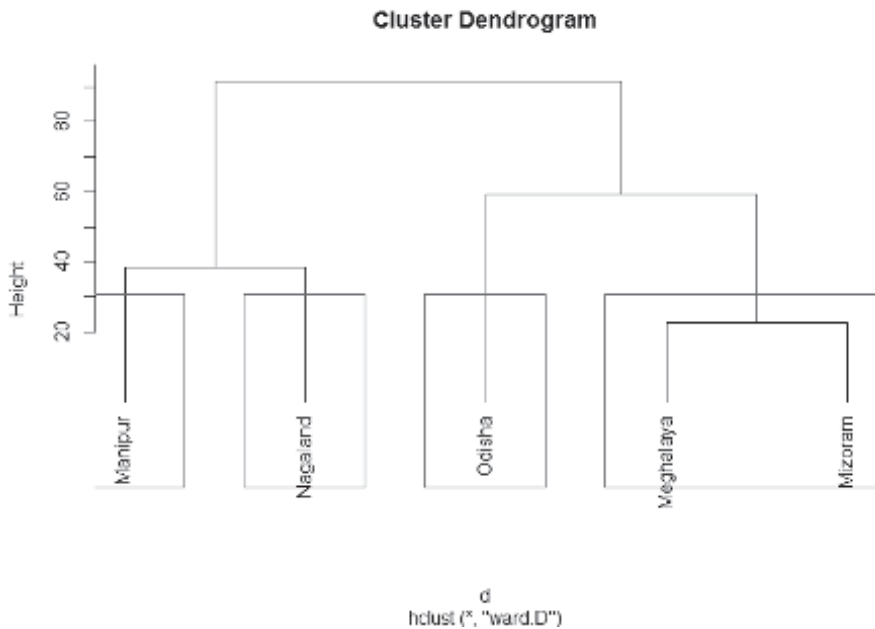 Cluster Dendrogram
Height
80
60
40
20
Manipur
Nagaland
Odisha
Meghalaya
Mizoram
d
hclust (*, "ward.D")